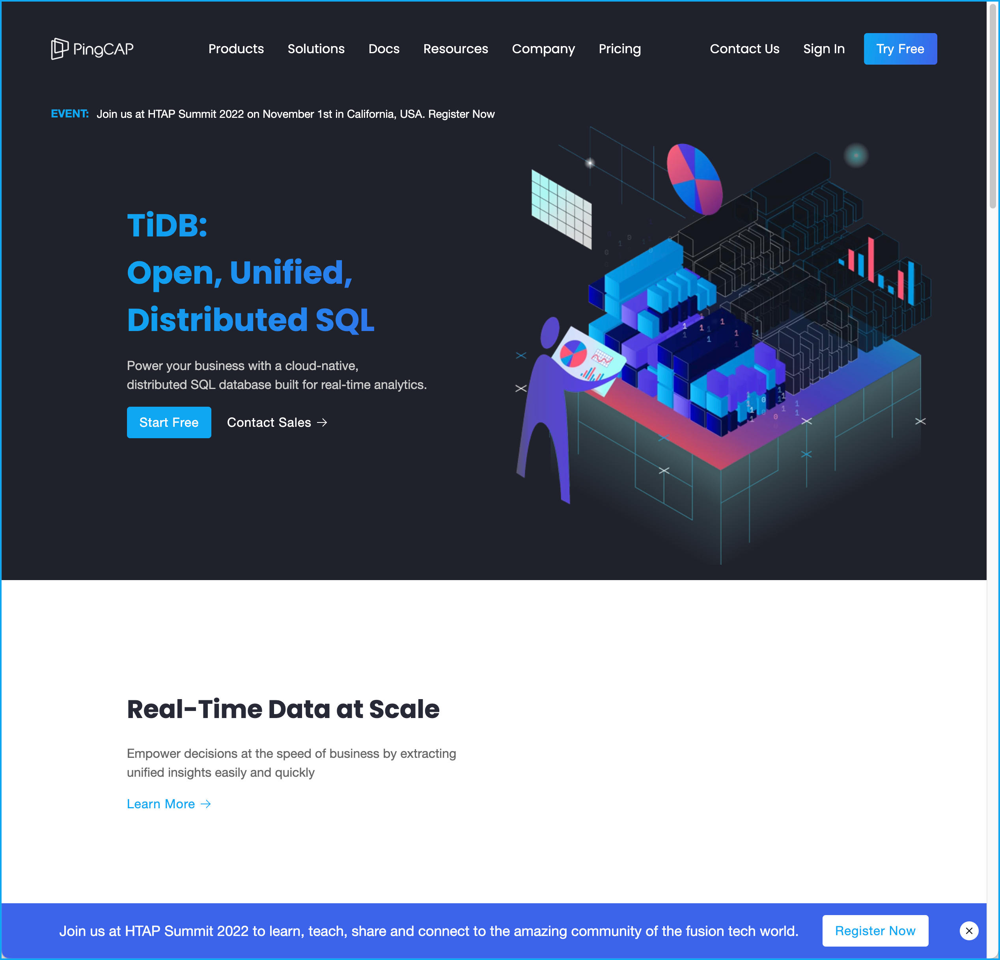 PingCAP
Products Solutions Docs Resources Company Pricing Contact Us Sign In Try Free
EVENT: Join us at HTAP Summit 2022 on November 1st in California, USA. Register Now
TiDB:
Open, Unified,
Distributed SQL
Power your business with a cloud-native,
distributed SQL database built for real-time analytics.
Start Free Contact Sales →
Real-Time Data at Scale
Empower decisions at the speed of business by extracting
unified insights easily and quickly
Learn More →
Join us at HTAP Summit 2022 to learn, teach, share and connect to the amazing community of the fusion tech world. Register Now